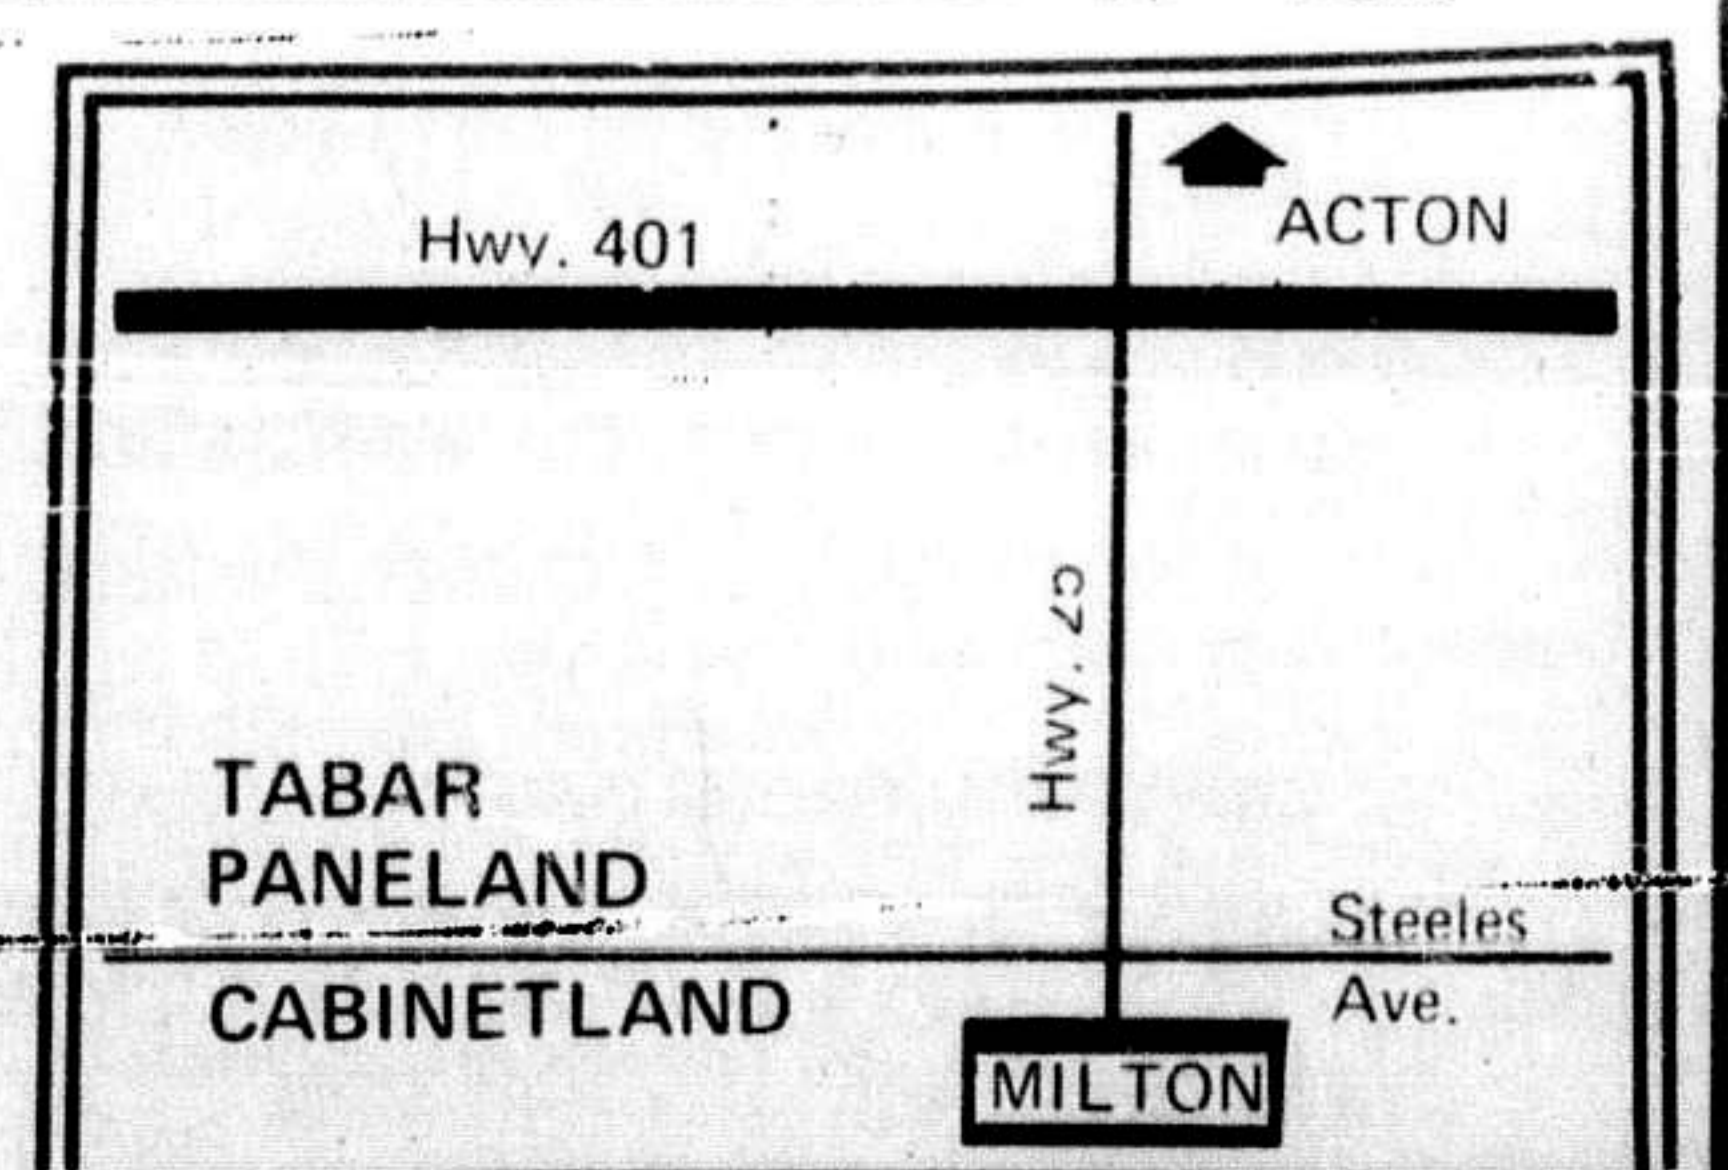 Hwy. 401
ACTON
Hwy. 25
TABAR
PANELAND
Steeles
Ave.
CABINETLAND
MILTON